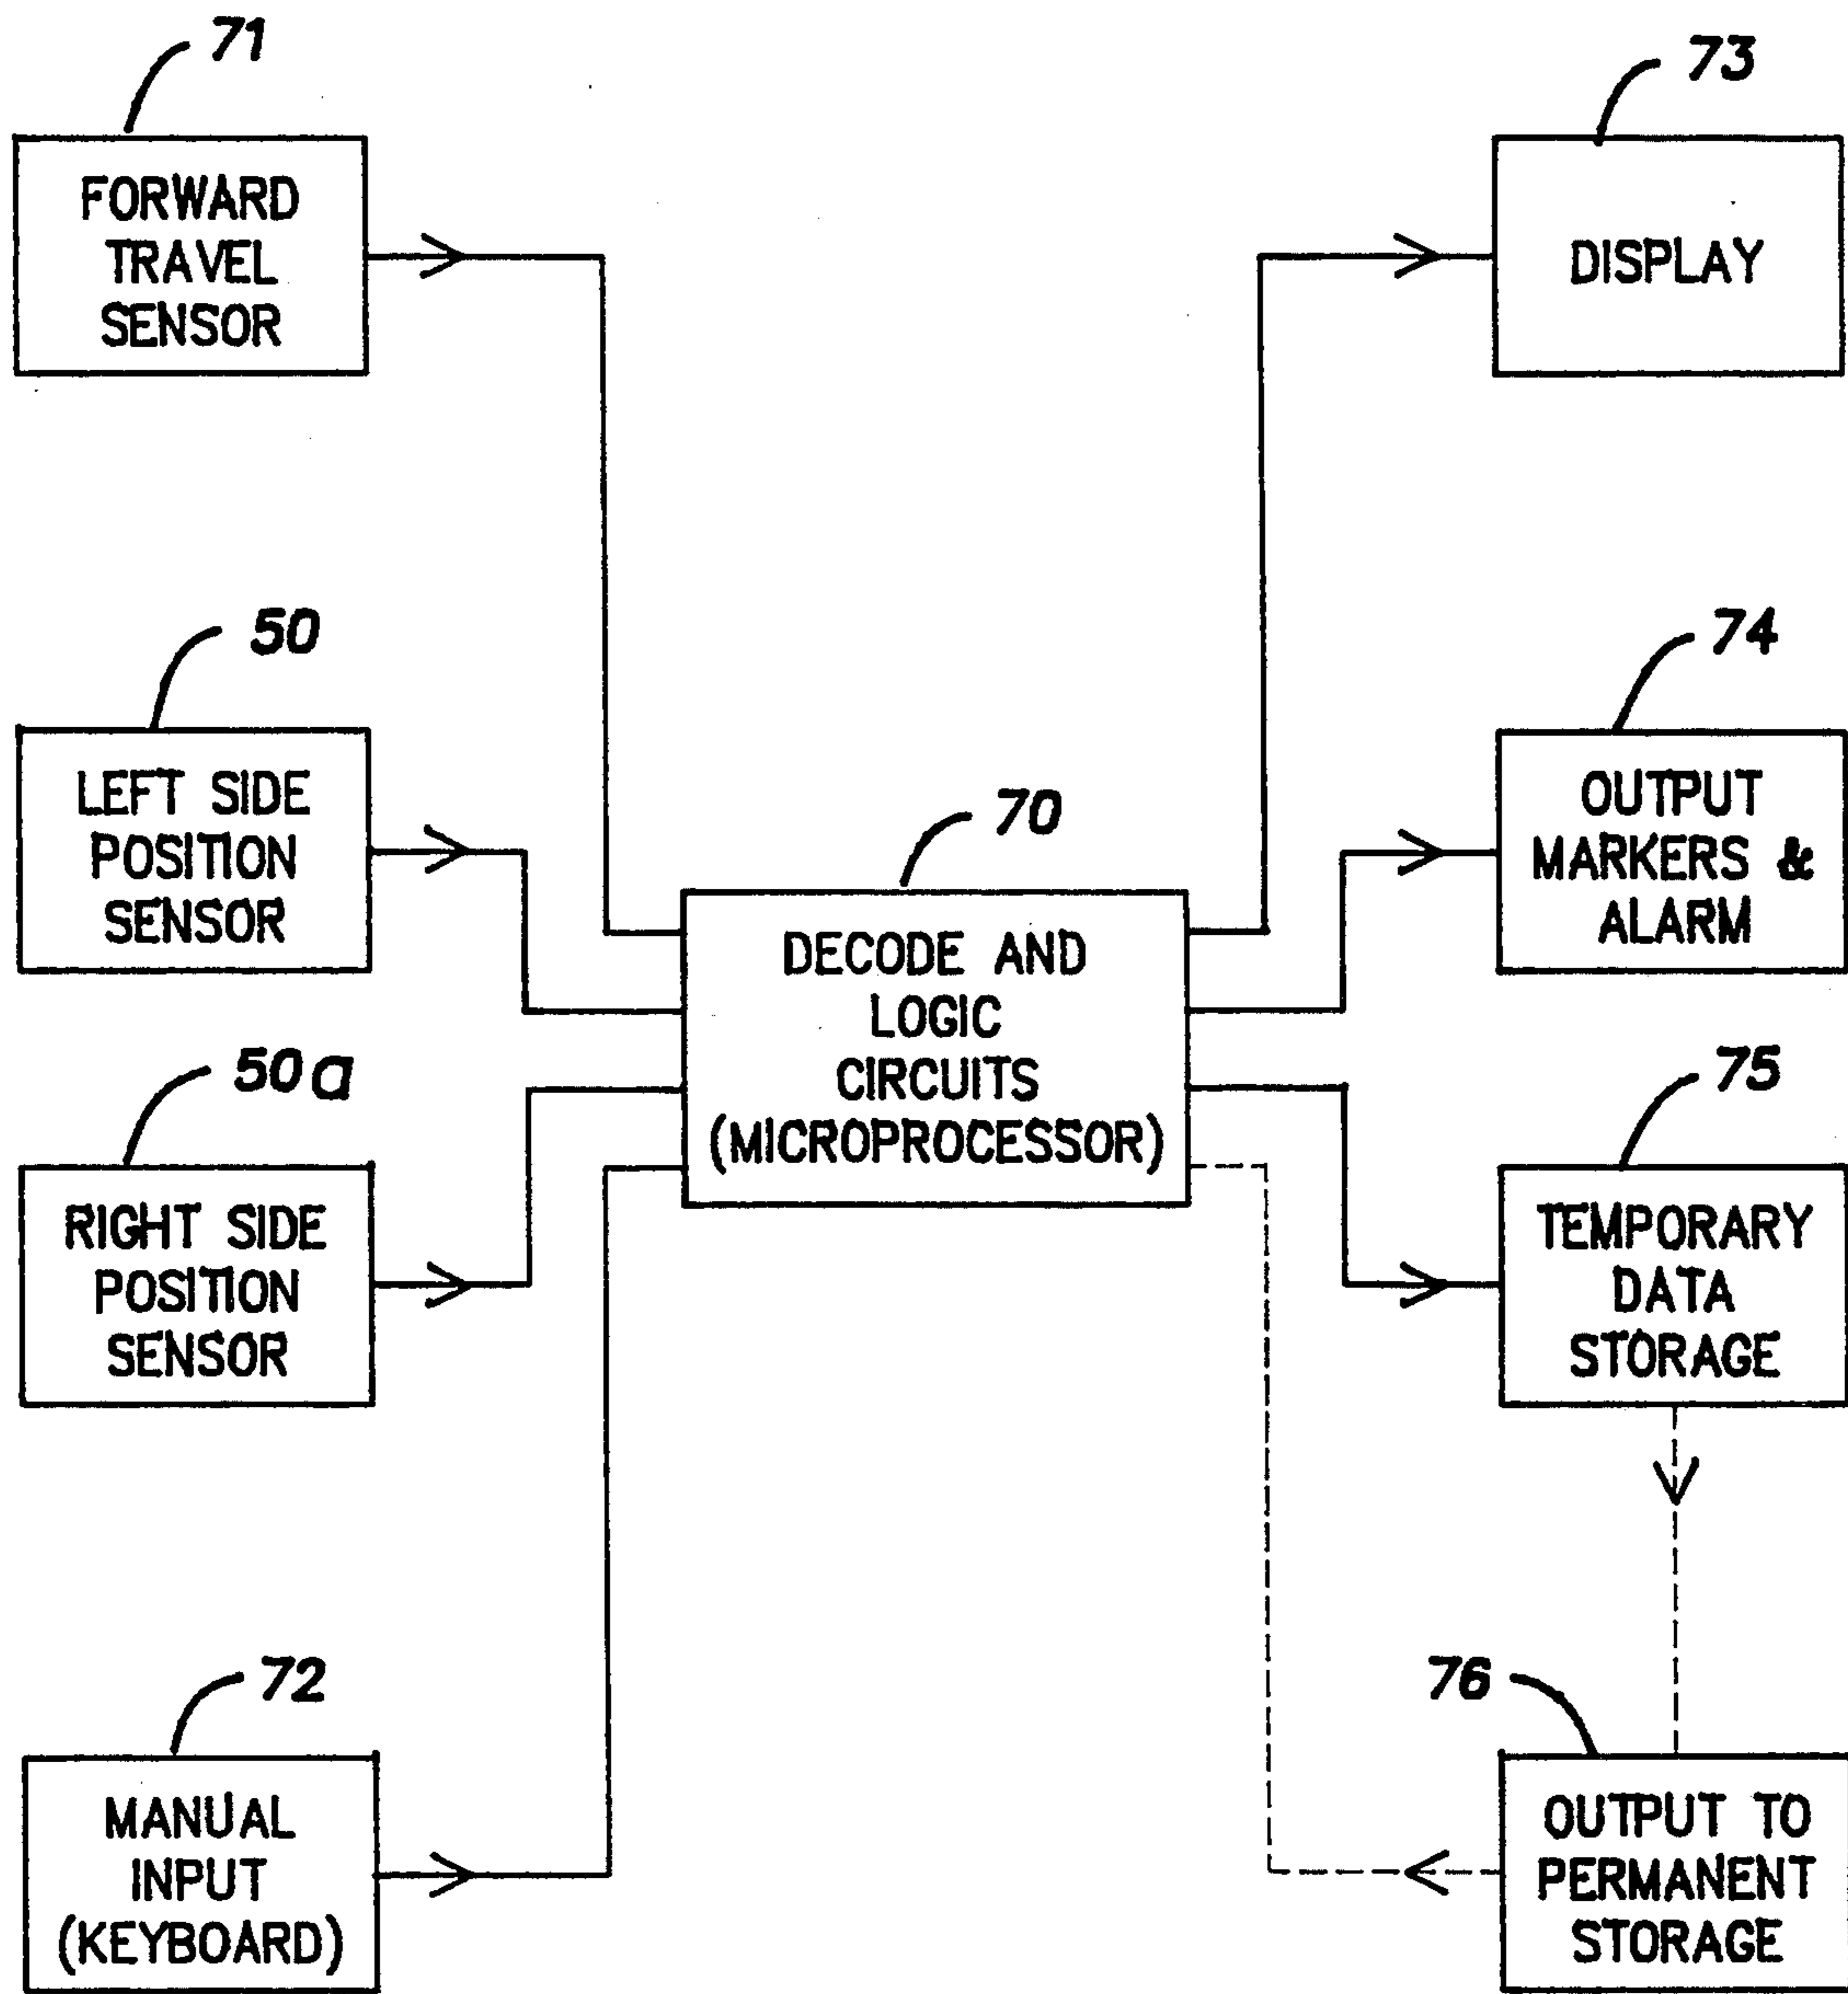 71
FORWARD
TRAVEL
SENSOR
73
DISPLAY
50
LEFT SIDE
POSITION
SENSOR
70
DECODE AND
LOGIC
CIRCUITS
(MICROPROCESSOR)
74
OUTPUT
MARKERS &
ALARM
50a
RIGHT SIDE
POSITION
SENSOR
75
TEMPORARY
DATA
STORAGE
72
MANUAL
INPUT
(KEYBOARD)
76
OUTPUT TO
PERMANENT
STORAGE